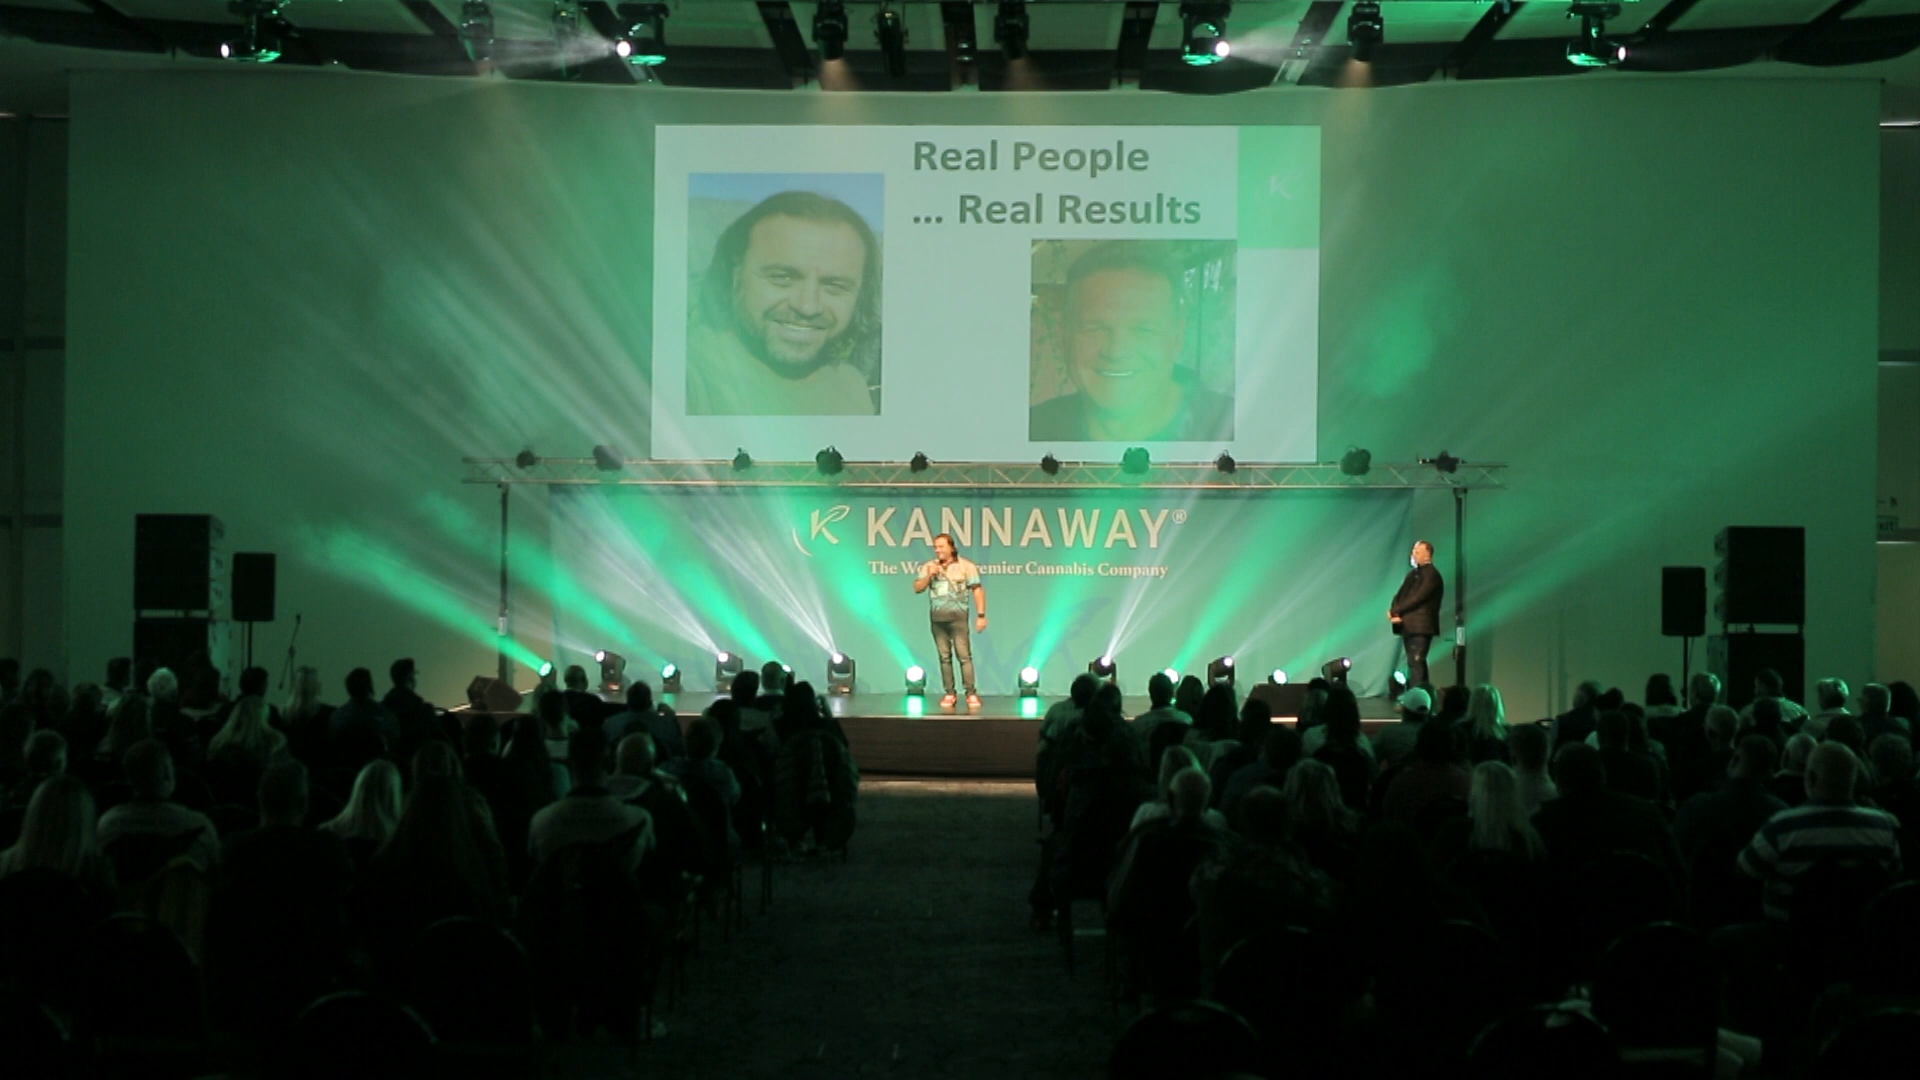 Real People
... Real Results
KANNAWAY®
The Premier Cannabis Company